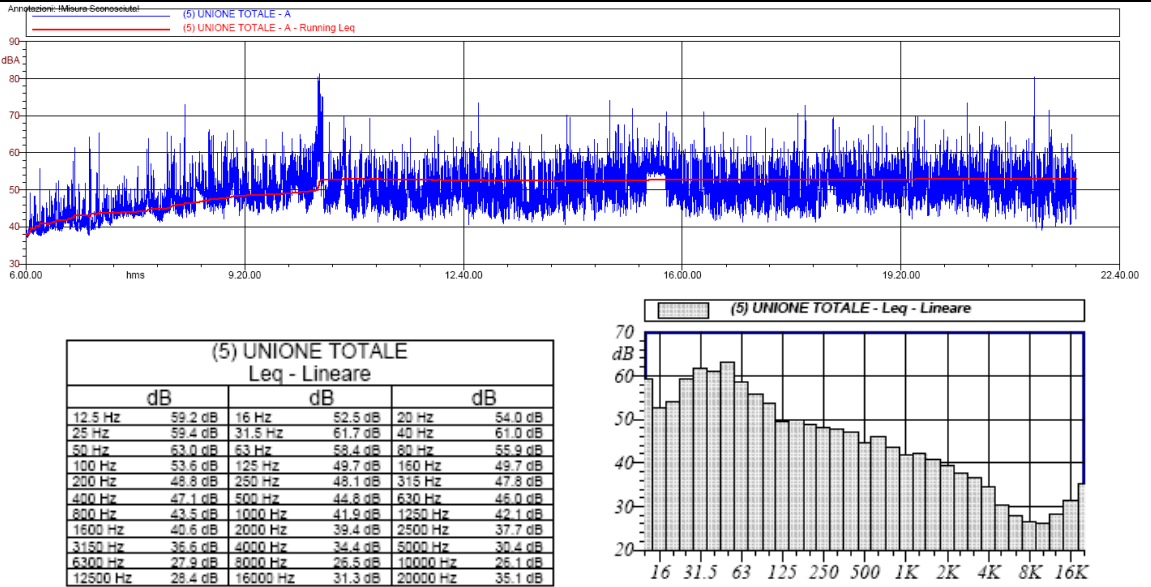 Annotazioni: !Misura Sconosciuta!
(5) UNIONE TOTALE - A
(5) UNIONE TOTALE - A - Running Leq
90
dBA
80
70
60
50
40
30
6.00.00 hms 9.20.00 12.40.00 16.00.00 19.20.00 22.40.00
(5) UNIONE TOTALE
Leq - Lineare
dB dB dB
12.5 Hz 59.2 dB 16 Hz 52.5 dB 20 Hz 54.0 dB
25 Hz 59.4 dB 31.5 Hz 61.7 dB 40 Hz 61.0 dB
50 Hz 63.0 dB 63 Hz 58.4 dB 80 Hz 55.9 dB
100 Hz 53.6 dB 125 Hz 49.7 dB 160 Hz 49.7 dB
200 Hz 48.8 dB 250 Hz 48.1 dB 315 Hz 47.8 dB
400 Hz 47.1 dB 500 Hz 44.8 dB 630 Hz 46.0 dB
800 Hz 43.5 dB 1000 Hz 41.9 dB 1250 Hz 42.1 dB
1600 Hz 40.6 dB 2000 Hz 39.4 dB 2500 Hz 37.7 dB
3150 Hz 36.6 dB 4000 Hz 34.4 dB 5000 Hz 30.4 dB
6300 Hz 27.9 dB 8000 Hz 26.5 dB 10000 Hz 26.1 dB
12500 Hz 28.4 dB 16000 Hz 31.3 dB 20000 Hz 35.1 dB
(5) UNIONE TOTALE - Leq - Lineare
70
dB
60
50
40
30
20
16 31.5 63 125 250 500 1K 2K 4K 8K 16K